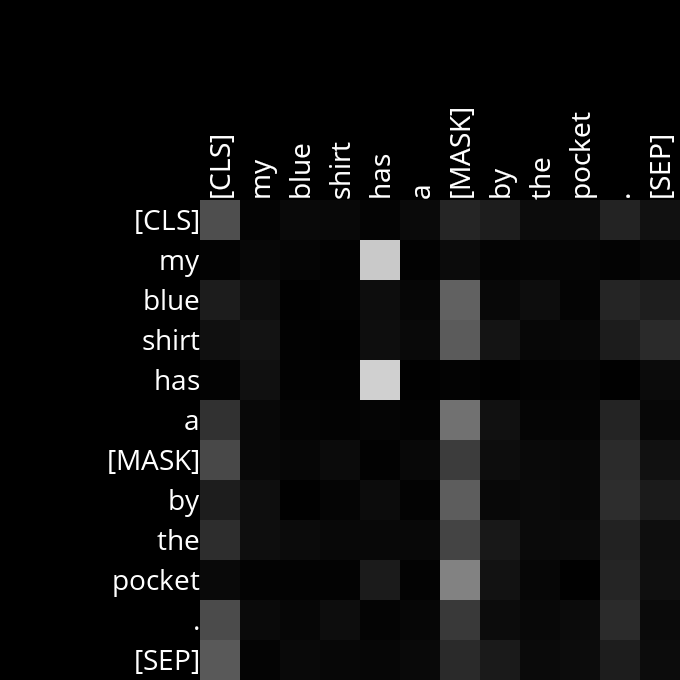 [CLS] my blue shirt has a [MASK] by the pocket . [SEP]
[CLS]
my
blue
shirt
has
a
[MASK]
by
the
pocket
.
[SEP]